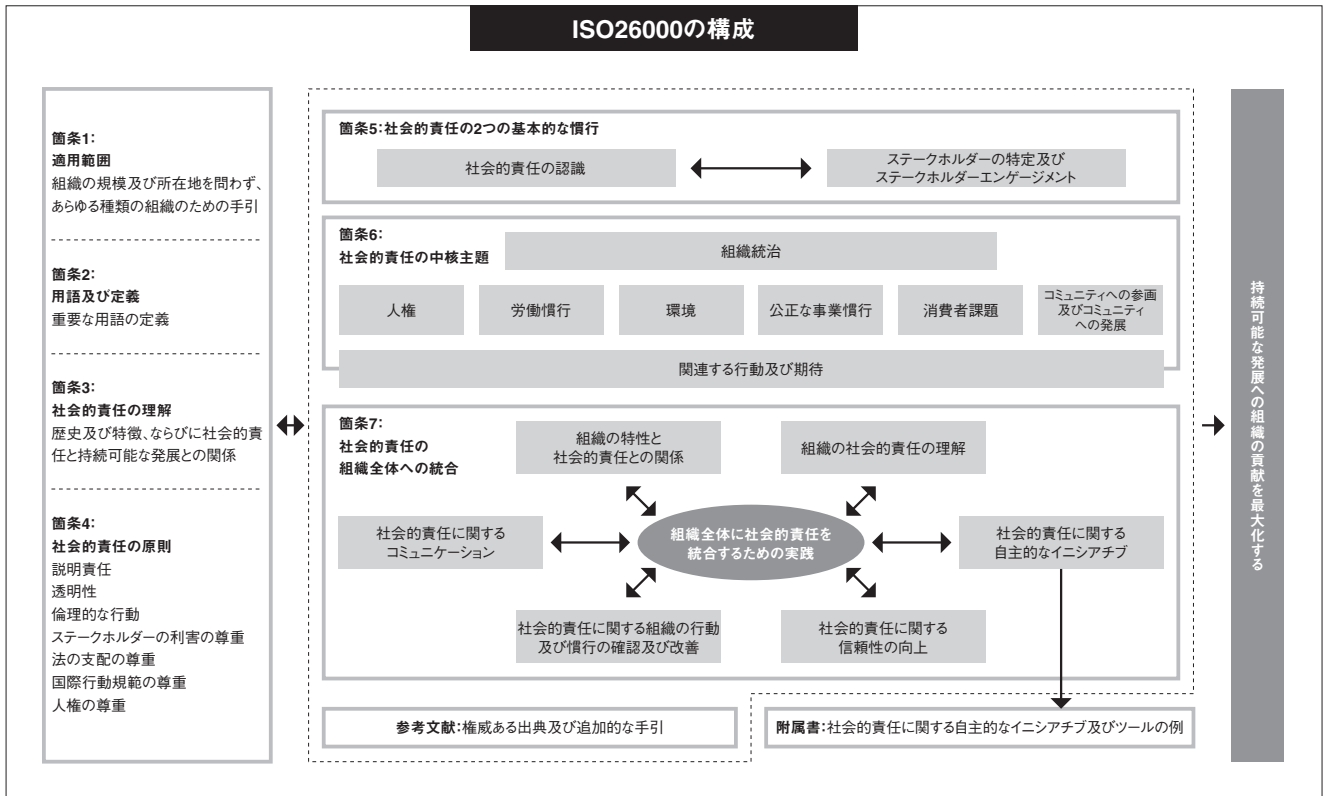 ISO26000の構成
箇条1:
適用範囲
組織の規模及び所在地を問わず、
あらゆる種類の組織のための手引
箇条2:
用語及び定義
重要な用語の定義
箇条3:
社会的責任の理解
歴史及び特徴、ならびに社会的責
任と持続可能な発展との関係
箇条4:
社会的責任の原則
説明責任
透明性
倫理的な行動
ステークホルダーの利害の尊重
法の支配の尊重
国際行動規範の尊重
人権の尊重
箇条5:社会的責任の2つの基本的な慣行
社会的責任の認識
ステークホルダーの特定及び
ステークホルダーエンゲージメント
箇条6:
社会的責任の中核主題
組織統治
人権
労働慣行
環境
公正な事業慣行
消費者課題
コミュニティへの参画
及びコミュニティ
への発展
関連する行動及び期待
箇条7:
社会的責任の
組織全体への統合
組織の特性と
社会的責任との関係
組織の社会的責任の理解
社会的責任に関する
コミュニケーション
組織全体に社会的責任を
統合するための実践
社会的責任に関する
自主的なイニシアチブ
社会的責任に関する組織の行動
及び慣行の確認及び改善
社会的責任に関する
信頼性の向上
参考文献:権威ある出典及び追加的な手引
附属書:社会的責任に関する自主的なイニシアチブ及びツールの例
持続可能な発展への組織の貢献を最大化する